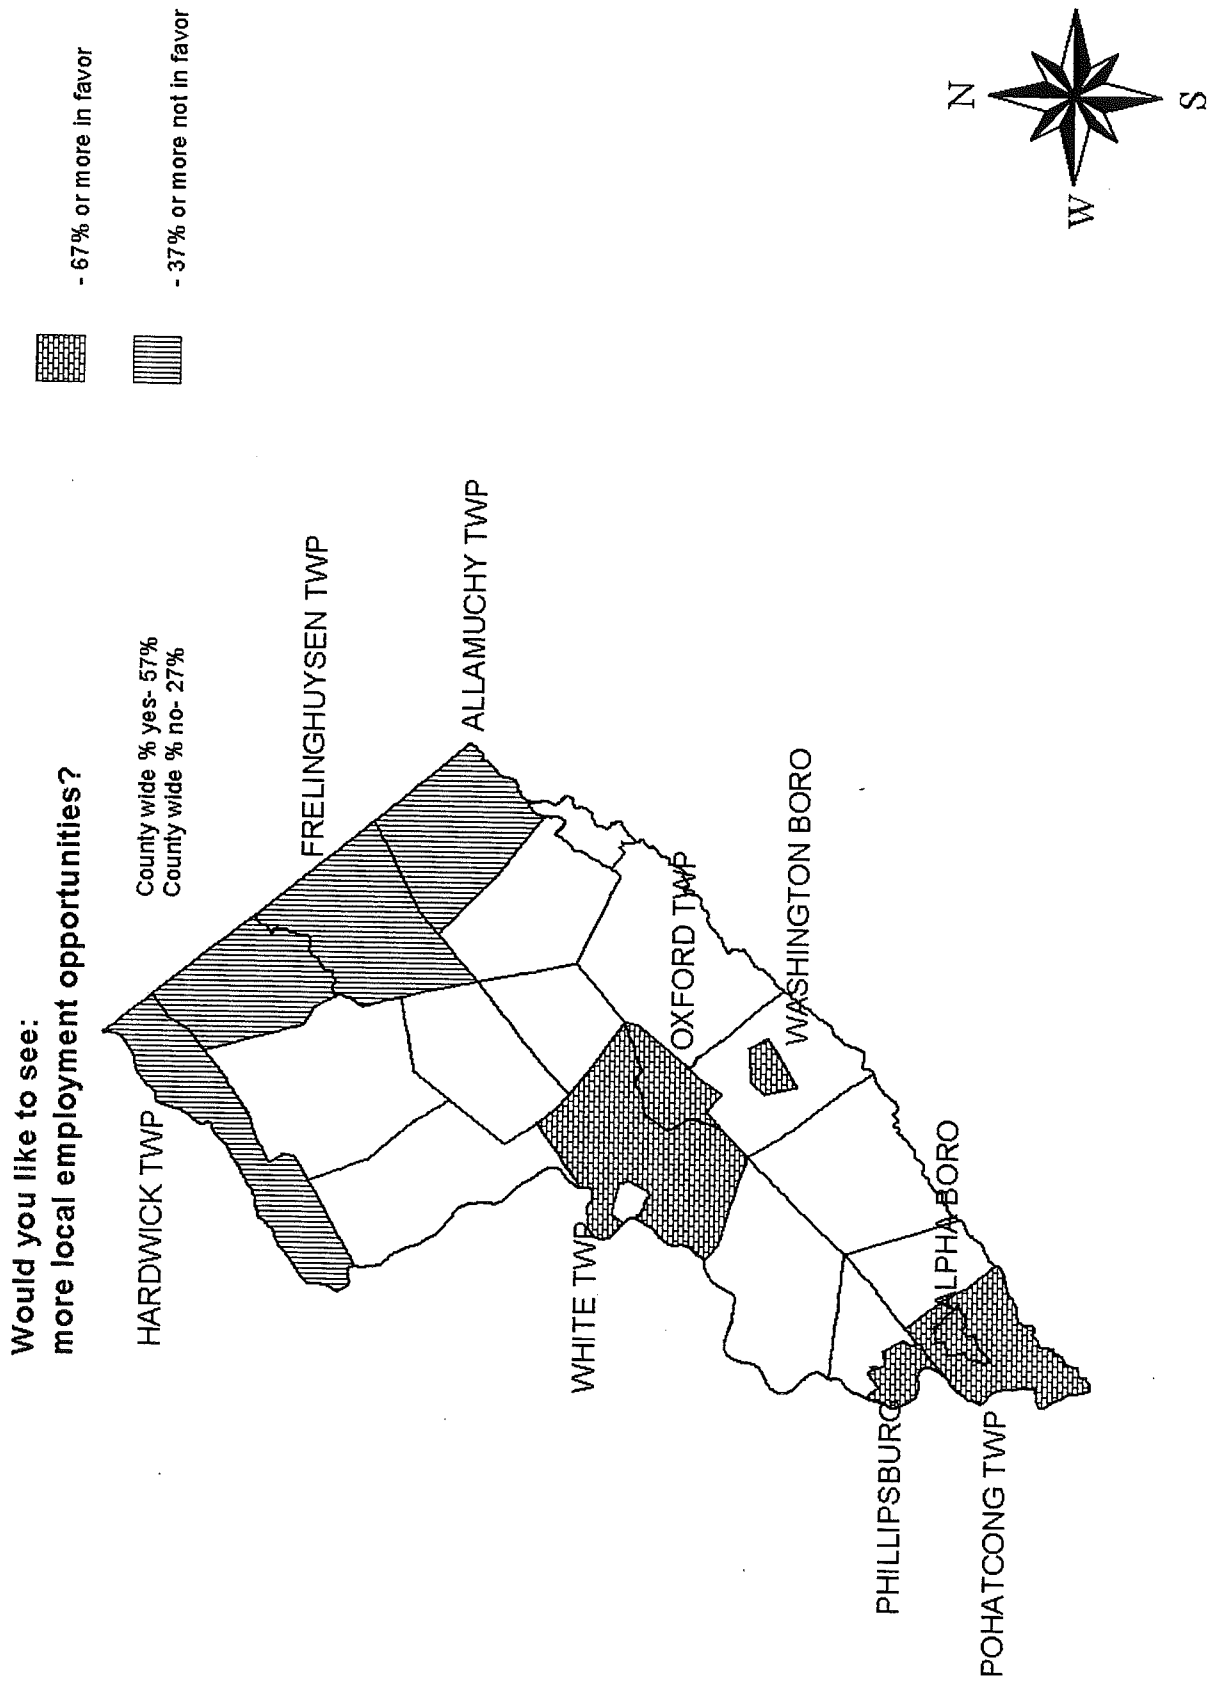 Would you like to see:
more local employment opportunities?
County wide % yes- 57%
County wide % no- 27%
- 67% or more in favor
- 37% or more not in favor
HARDWICK TWP
FRELINGHUYSEN TWP
ALLAMUCHY TWP
WHITE TWP
OXFORD TWP
WASHINGTON BORO
PHILLIPSBURG
ALPHA BORO
POHATCONG TWP
N
W
S